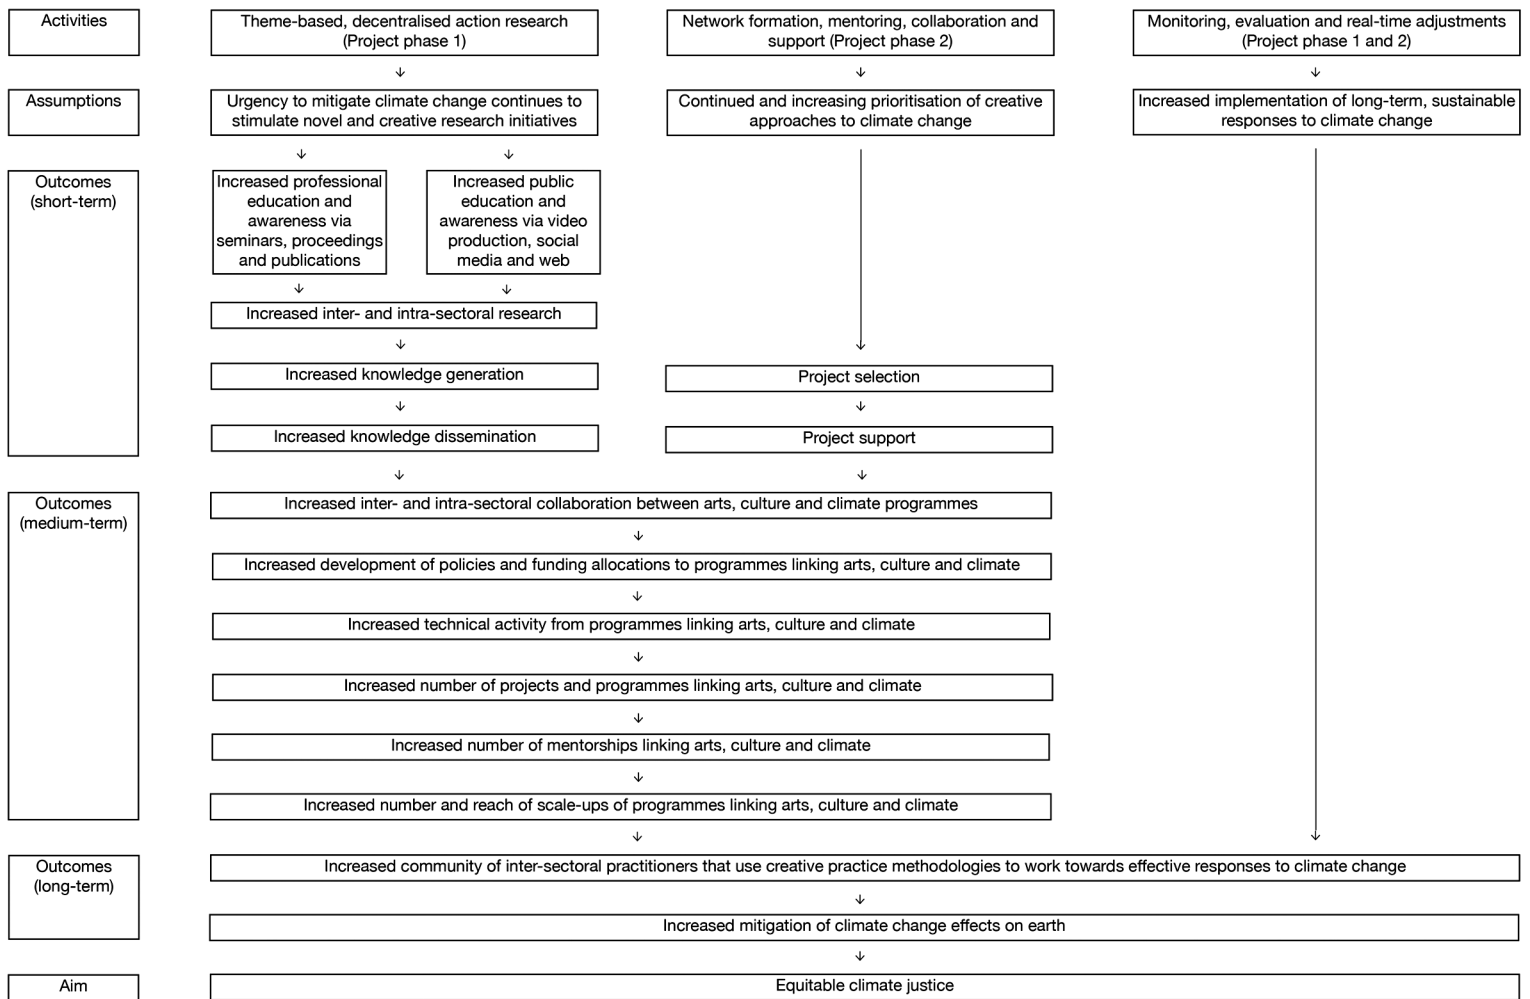 Activities
Theme-based, decentralised action research
(Project phase 1)
Network formation, mentoring, collaboration and
support (Project phase 2)
Monitoring, evaluation and real-time adjustments
(Project phase 1 and 2)
Assumptions
Urgency to mitigate climate change continues to
stimulate novel and creative research initiatives
Continued and increasing prioritisation of creative
approaches to climate change
Increased implementation of long-term, sustainable
responses to climate change
Outcomes
(short-term)
Increased professional
education and
awareness via
seminars, proceedings
and publications
Increased public
education and
awareness via video
production, social
media and web
Increased inter- and intra-sectoral research
Increased knowledge generation
Project selection
Increased knowledge dissemination
Project support
Outcomes
(medium-term)
Increased inter- and intra-sectoral collaboration between arts, culture and climate programmes
Increased development of policies and funding allocations to programmes linking arts, culture and climate
Increased technical activity from programmes linking arts, culture and climate
Increased number of projects and programmes linking arts, culture and climate
Increased number of mentorships linking arts, culture and climate
Increased number and reach of scale-ups of programmes linking arts, culture and climate
Outcomes
(long-term)
Increased community of inter-sectoral practitioners that use creative practice methodologies to work towards effective responses to climate change
Increased mitigation of climate change effects on earth
Aim
Equitable climate justice